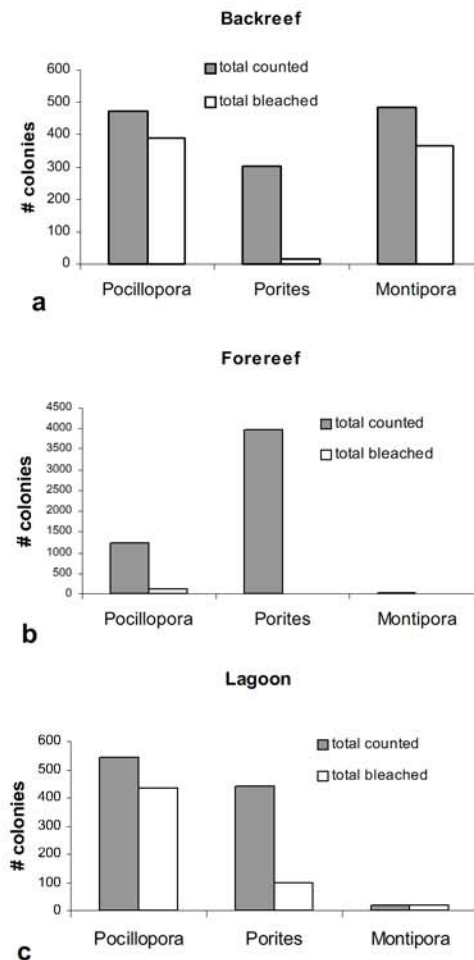 Backreef
600
500
400
300
200
100
0
# colonies
total counted
total bleached
Pocillopora Porites Montipora
a
Forereef
4500
4000
3500
3000
2500
2000
1500
1000
500
0
# colonies
total counted
total bleached
Pocillopora Porites Montipora
b
Lagoon
600
500
400
300
200
100
0
# colonies
total counted
total bleached
Pocillopora Porites Montipora
c